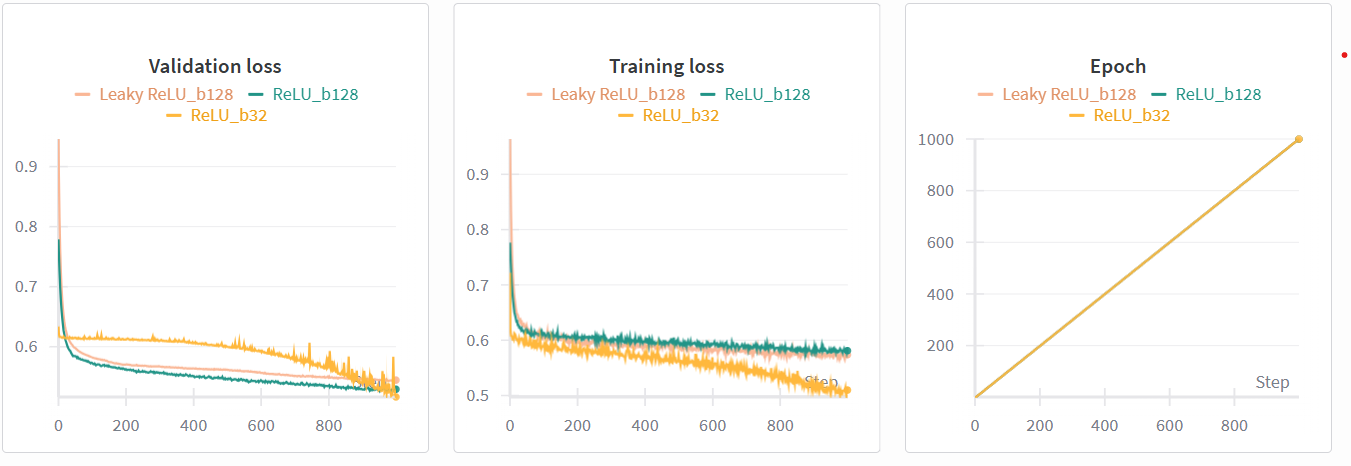 Validation loss
Leaky ReLU_b128 ReLU_b128
ReLU_b32
0.9
0.8
0.7
0.6
Step
0 200 400 600 800
Training loss
Leaky ReLU_b128 ReLU_b128
ReLU_b32
0.9
0.8
0.7
0.6
0.5
Step
0 200 400 600 800
Epoch
Leaky ReLU_b128 ReLU_b128
ReLU_b32
1000
800
600
400
200
Step
0 200 400 600 800